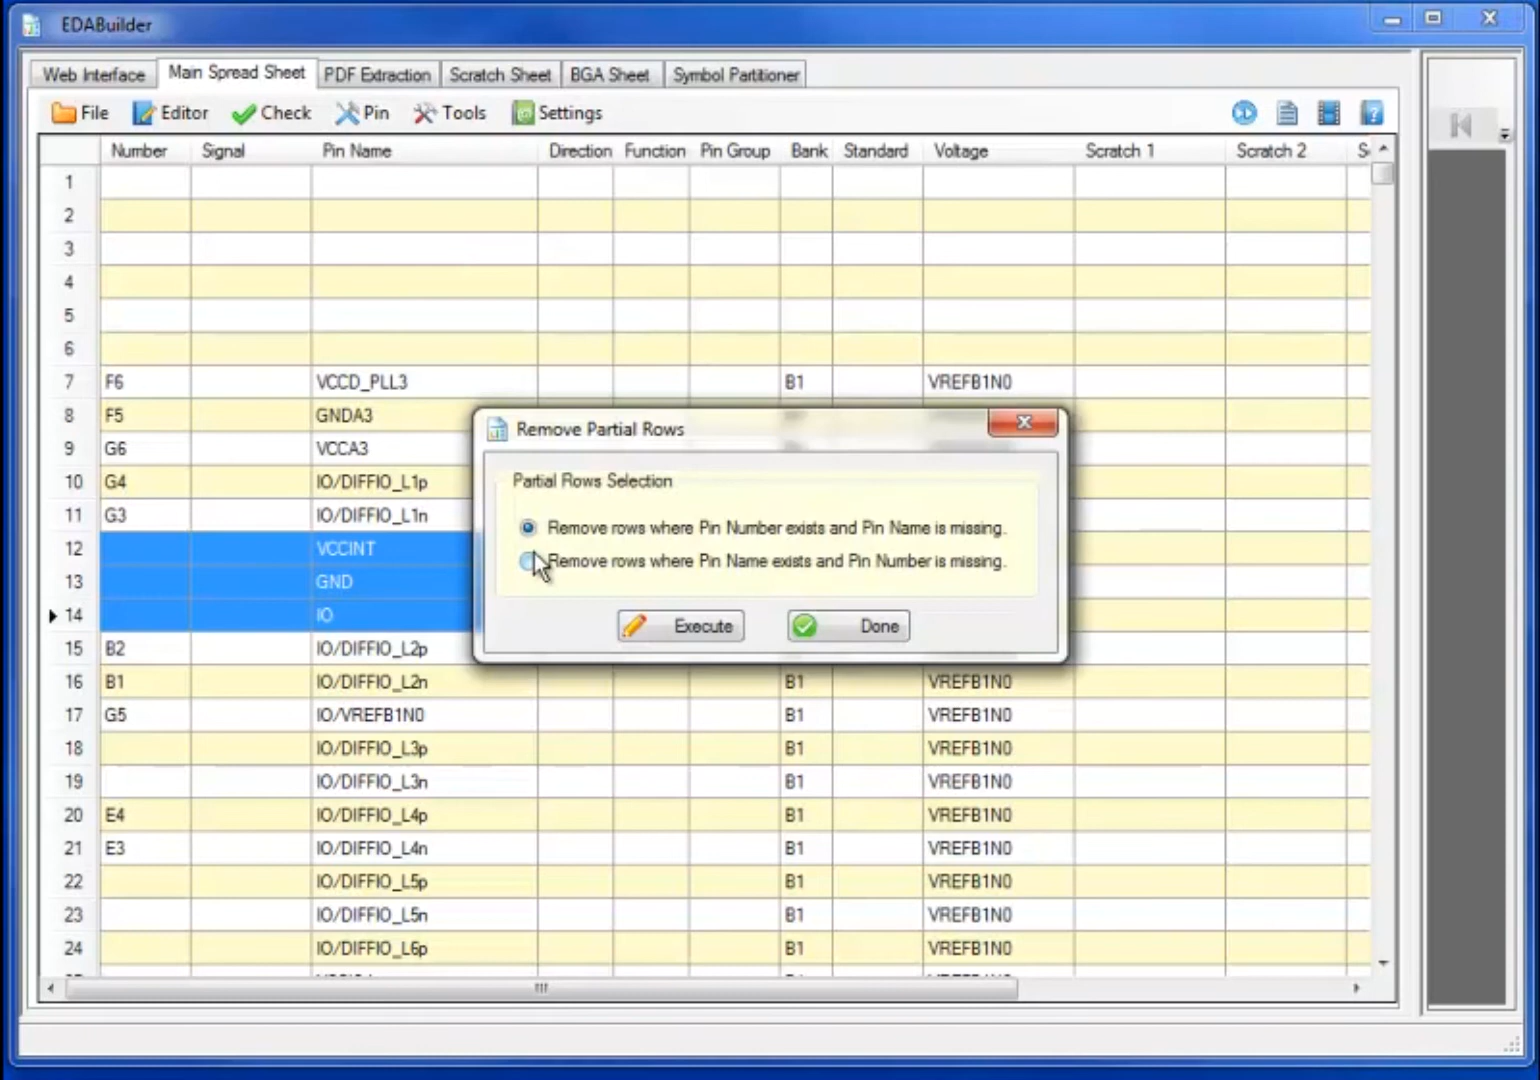 EDABuilder
Web Interface Main Spread Sheet PDF Extraction Scratch Sheet BGA Sheet Symbol Partitioner
File Editor Check Pin Tools Settings
Number Signal Pin Name Direction Function Pin Group Bank Standard Voltage Scratch 1 Scratch 2
1
2
3
4
5
6
7 F6 VCCD_PLL3 B1 VREFB1N0
8 F5 GNDA3
9 G6 VCCA3
10 G4 IO/DIFFIO_L1p
11 G3 IO/DIFFIO_L1n
12 VCCINT
13 GND
14 IO
15 B2 IO/DIFFIO_L2p
16 B1 IO/DIFFIO_L2n B1 VREFB1N0
17 G5 IO/VREFB1N0 B1 VREFB1N0
18 IO/DIFFIO_L3p B1 VREFB1N0
19 IO/DIFFIO_L3n B1 VREFB1N0
20 E4 IO/DIFFIO_L4p B1 VREFB1N0
21 E3 IO/DIFFIO_L4n B1 VREFB1N0
22 IO/DIFFIO_L5p B1 VREFB1N0
23 IO/DIFFIO_L5n B1 VREFB1N0
24 IO/DIFFIO_L6p B1 VREFB1N0
Remove Partial Rows
Partial Rows Selection
Remove rows where Pin Number exists and Pin Name is missing.
Remove rows where Pin Name exists and Pin Number is missing.
Execute Done